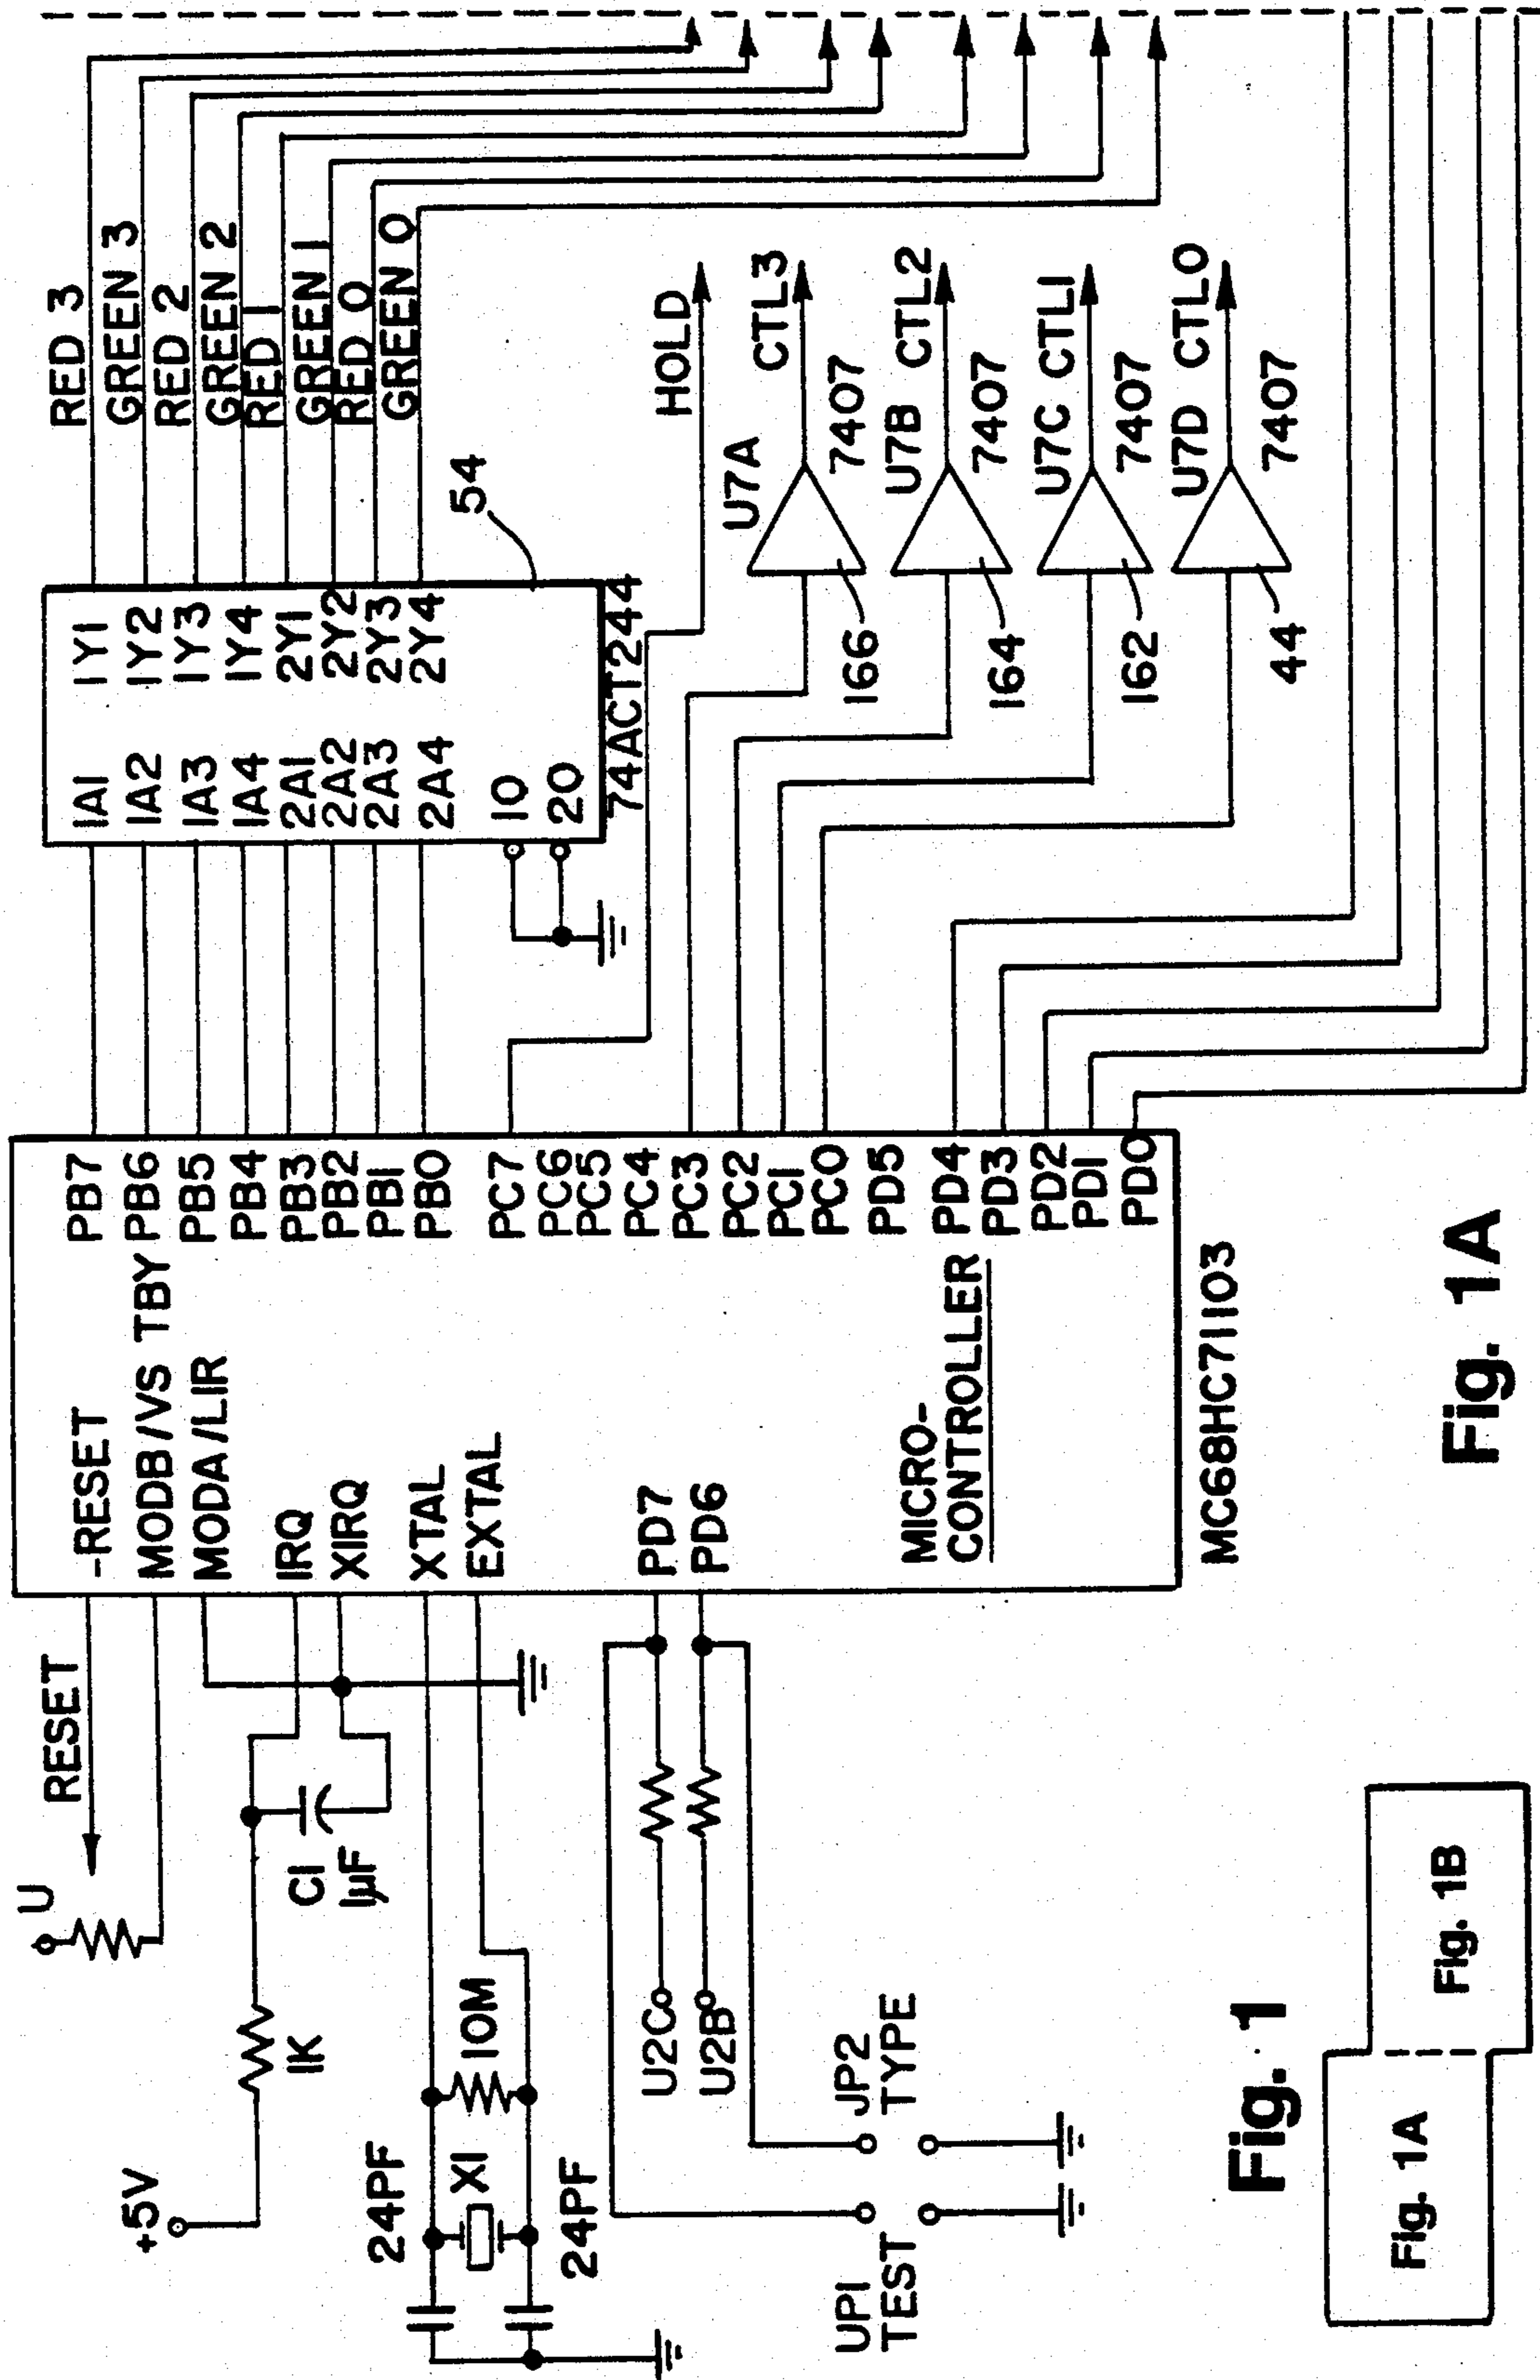 RESET
U
-RESET
MODB/VS TBY
MODA/LIR
IRQ
XIRQ
XTAL
EXTAL
PD7
PD6
MICRO-
CONTROLLER
MC68HC71103
+5V
1K
C1
1µF
24PF
X1
10M
24PF
U2C
U2B
UP1
TEST
JP2
TYPE
PB7
PB6
PB5
PB4
PB3
PB2
PB1
PB0
PC7
PC6
PC5
PC4
PC3
PC2
PC1
PC0
PD5
PD4
PD3
PD2
PD1
PD0
1A1
1A2
1A3
1A4
2A1
2A2
2A3
2A4
10
20
1Y1
1Y2
1Y3
1Y4
2Y1
2Y2
2Y3
2Y4
74ACT244
54
RED 3
GREEN 3
RED 2
GREEN 2
RED 1
GREEN 1
RED 0
GREEN 0
HOLD
U7A CTL3
7407
166
U7B CTL2
7407
164
U7C CTL1
7407
162
U7D CTL0
7407
44
Fig. 1A
Fig. 1
Fig. 1A
Fig. 1B